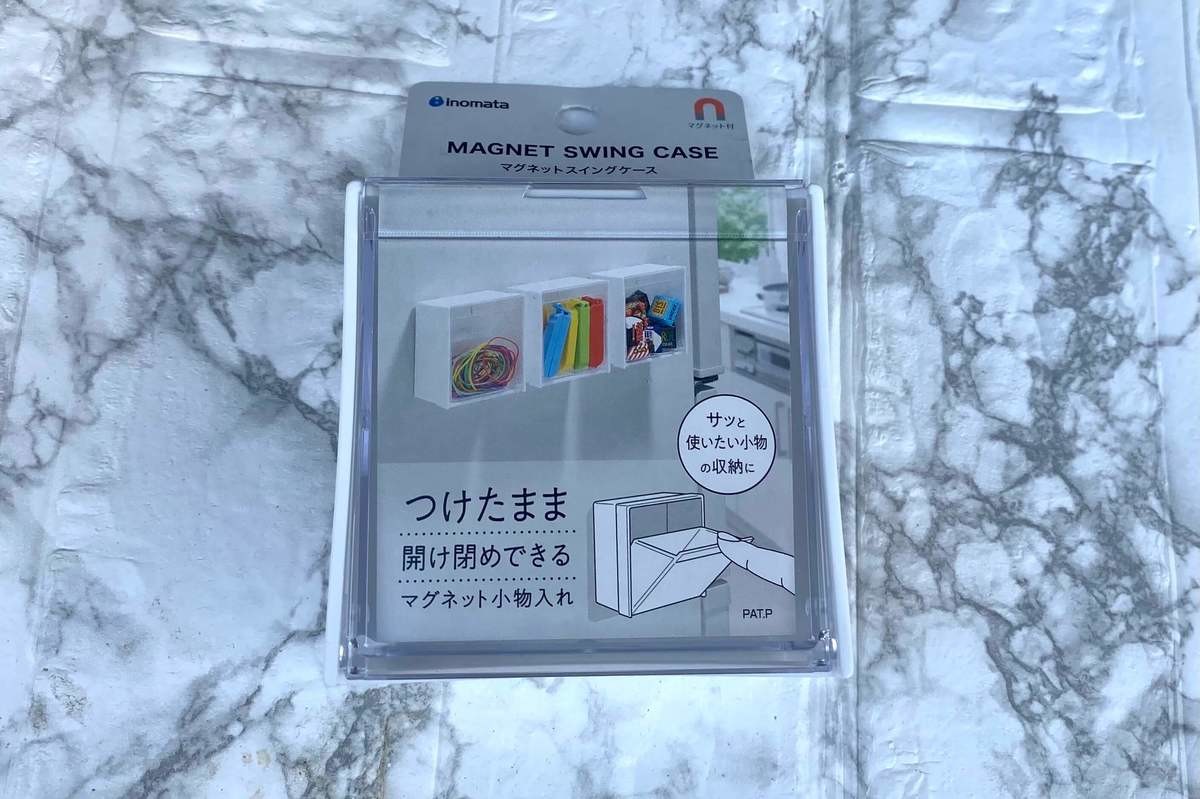 inomata
マグネット付
MAGNET SWING CASE
マグネットスイングケース
サッと
使いたい小物
の収納に
つけたまま
開け閉めできる
マグネット小物入れ
PAT.P